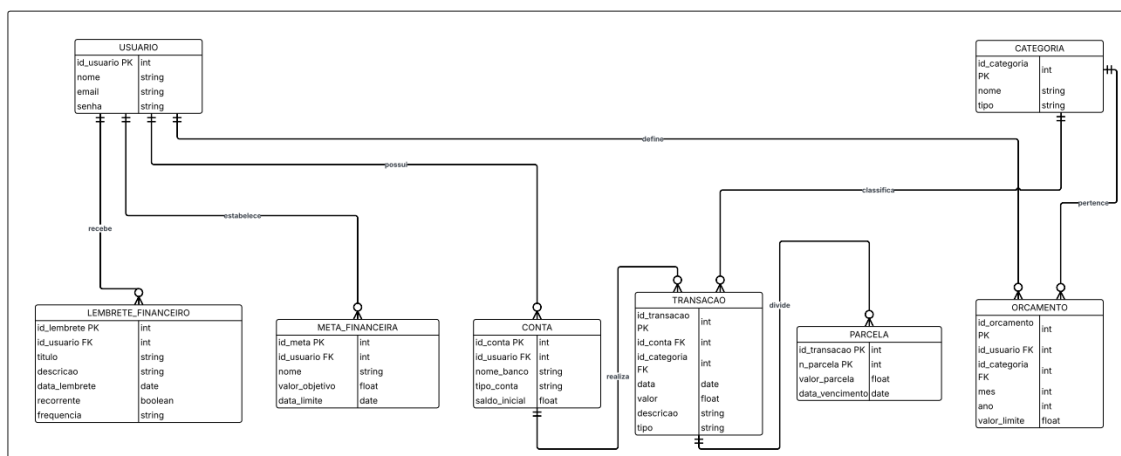 USUARIO
id_usuario PK int
nome string
email string
senha string
CATEGORIA
id_categoria
PK
int
nome string
tipo string
define
possui
classifica
pertence
estabelece
recebe
LEMBRETE_FINANCEIRO
id_lembrete PK int
id_usuario FK int
titulo string
descricao string
data_lembrete date
recorrente boolean
frequencia string
META_FINANCEIRA
id_meta PK int
id_usuario FK int
nome string
valor_objetivo float
data_limite date
CONTA
id_conta PK int
id_usuario FK int
nome_banco string
tipo_conta string
saldo_inicial float
realiza
TRANSACAO
id_transacao
PK
int
id_conta FK int
id_categoria
FK
int
data date
valor float
descricao string
tipo string
divide
PARCELA
id_transacao PK int
n_parcela PK int
valor_parcela float
data_vencimento date
ORCAMENTO
id_orcamento
PK
int
id_usuario FK int
id_categoria
FK
int
mes int
ano int
valor_limite float